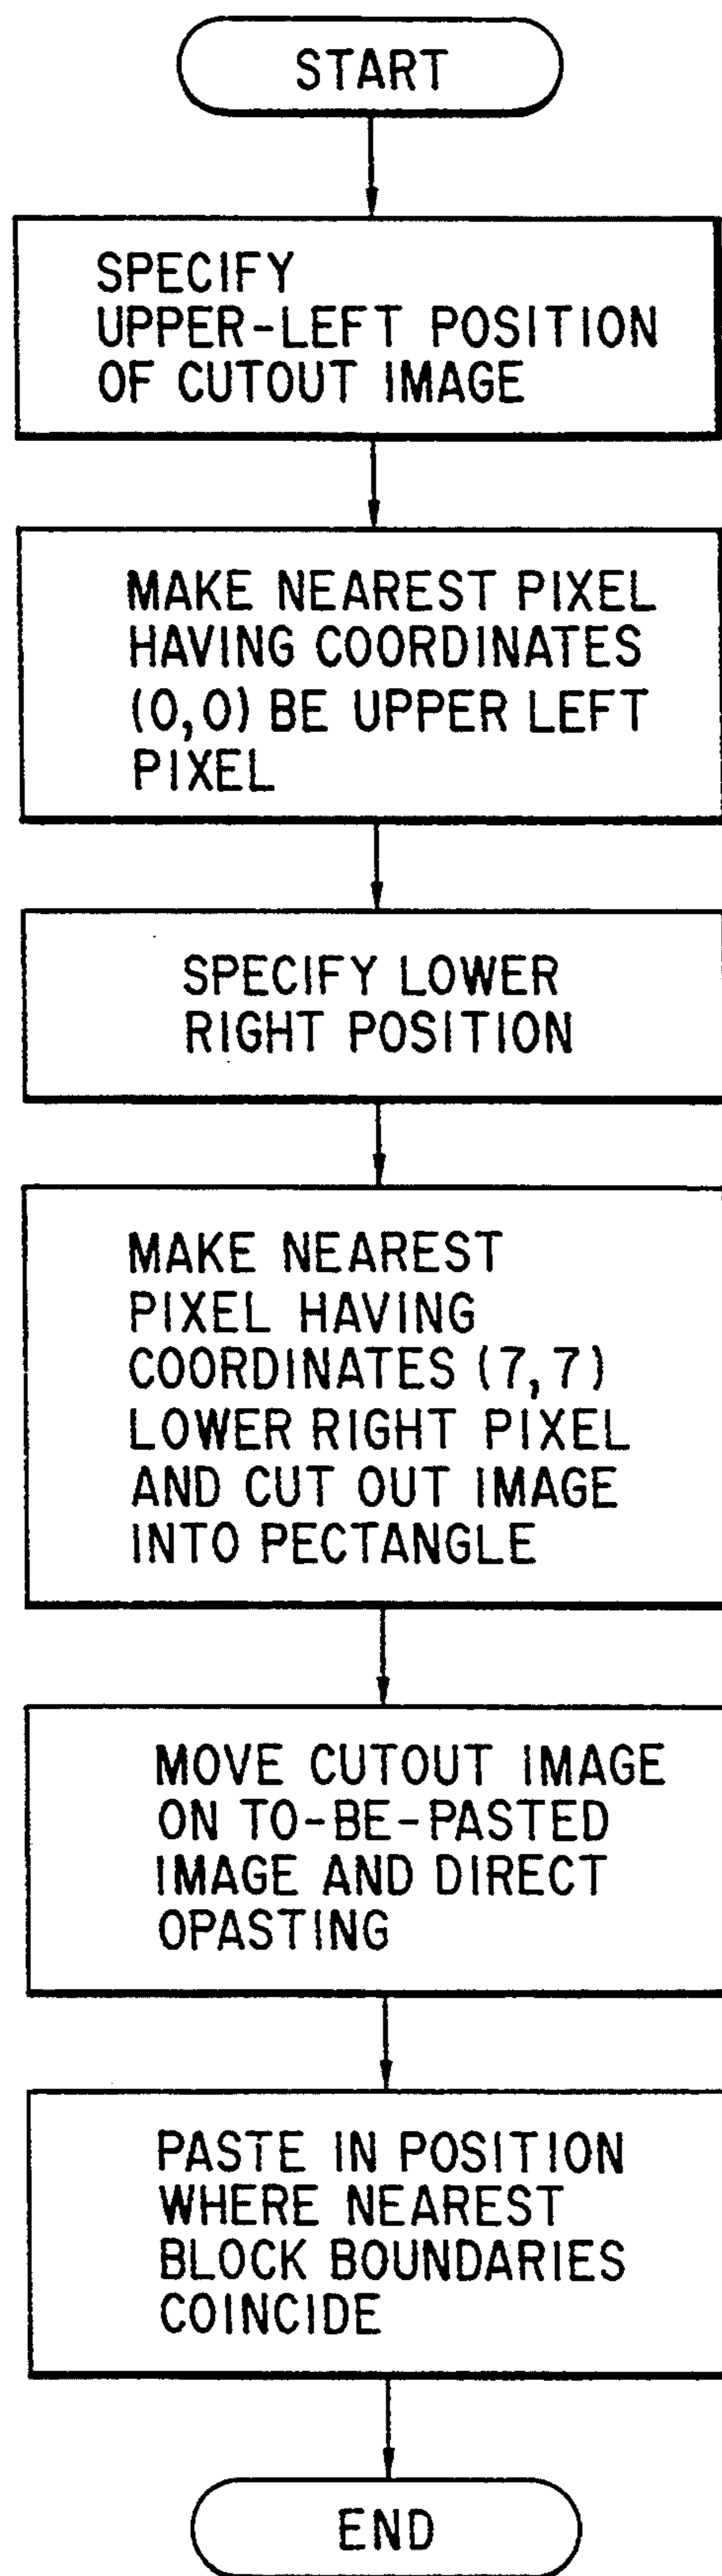 START
SPECIFY
UPPER-LEFT POSITION
OF CUTOUT IMAGE
MAKE NEAREST PIXEL
HAVING COORDINATES
(0,0) BE UPPER LEFT
PIXEL
SPECIFY LOWER
RIGHT POSITION
MAKE NEAREST
PIXEL HAVING
COORDINATES (7,7)
LOWER RIGHT PIXEL
AND CUT OUT IMAGE
INTO PECTANGLE
MOVE CUTOUT IMAGE
ON TO-BE-PASTED
IMAGE AND DIRECT
OPASTING
PASTE IN POSITION
WHERE NEAREST
BLOCK BOUNDARIES
COINCIDE
END